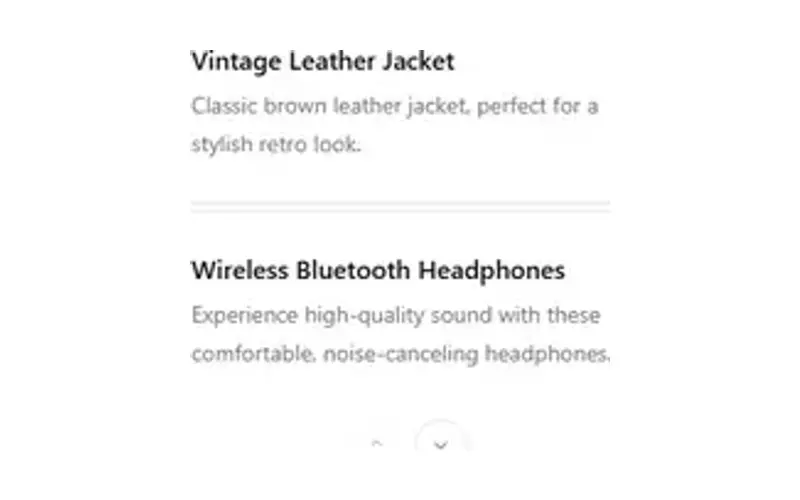 Vintage Leather Jacket
Classic brown leather jacket, perfect for a
stylish retro look.
Wireless Bluetooth Headphones
Experience high-quality sound with these
comfortable, noise-canceling headphones.